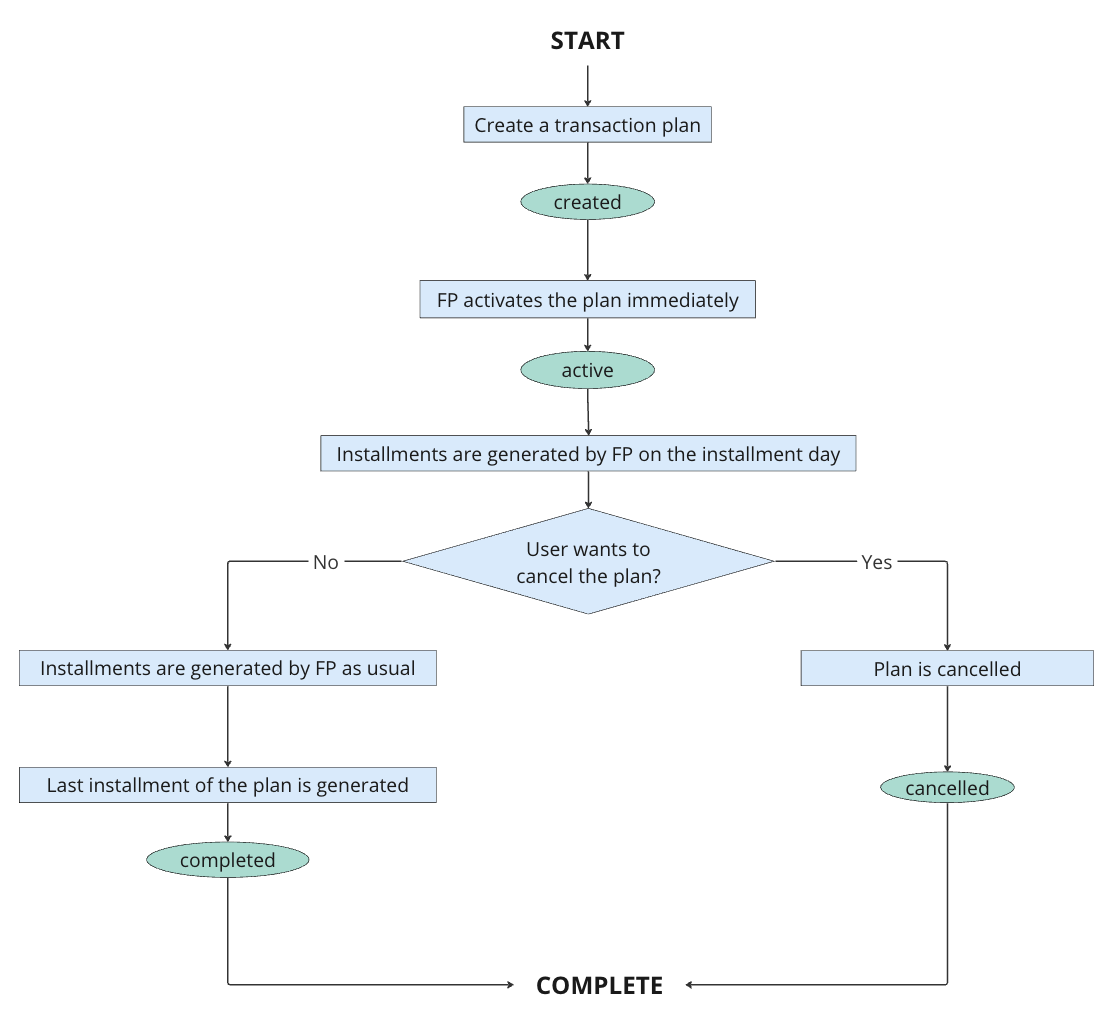 START
Create a transaction plan
created
FP activates the plan immediately
active
Installments are generated by FP on the installment day
User wants to
cancel the plan?
No
Yes
Installments are generated by FP as usual
Plan is cancelled
Last installment of the plan is generated
cancelled
completed
COMPLETE